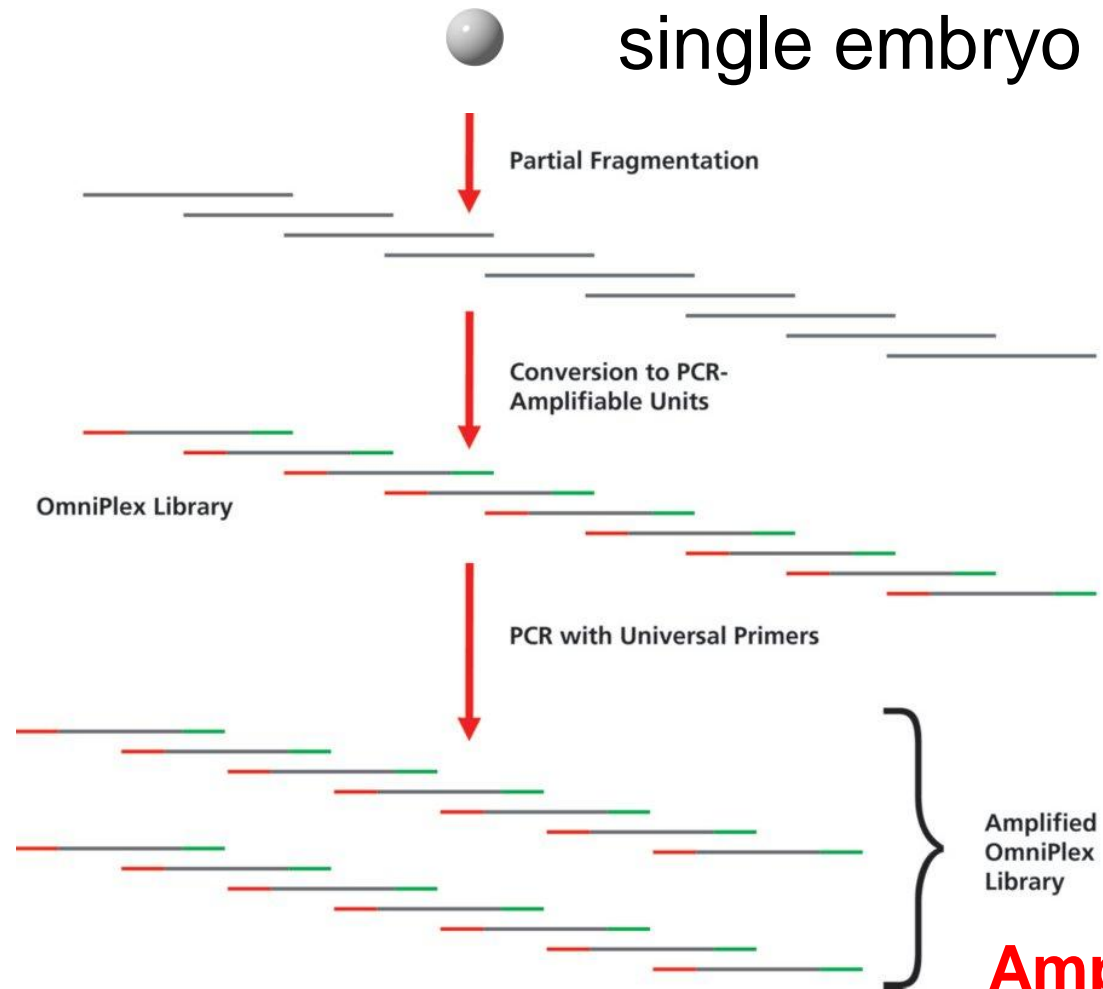 single embryo
Partial Fragmentation
Conversion to PCR-
Amplifiable Units
OmniPlex Library
PCR with Universal Primers
Amplified
OmniPlex
Library